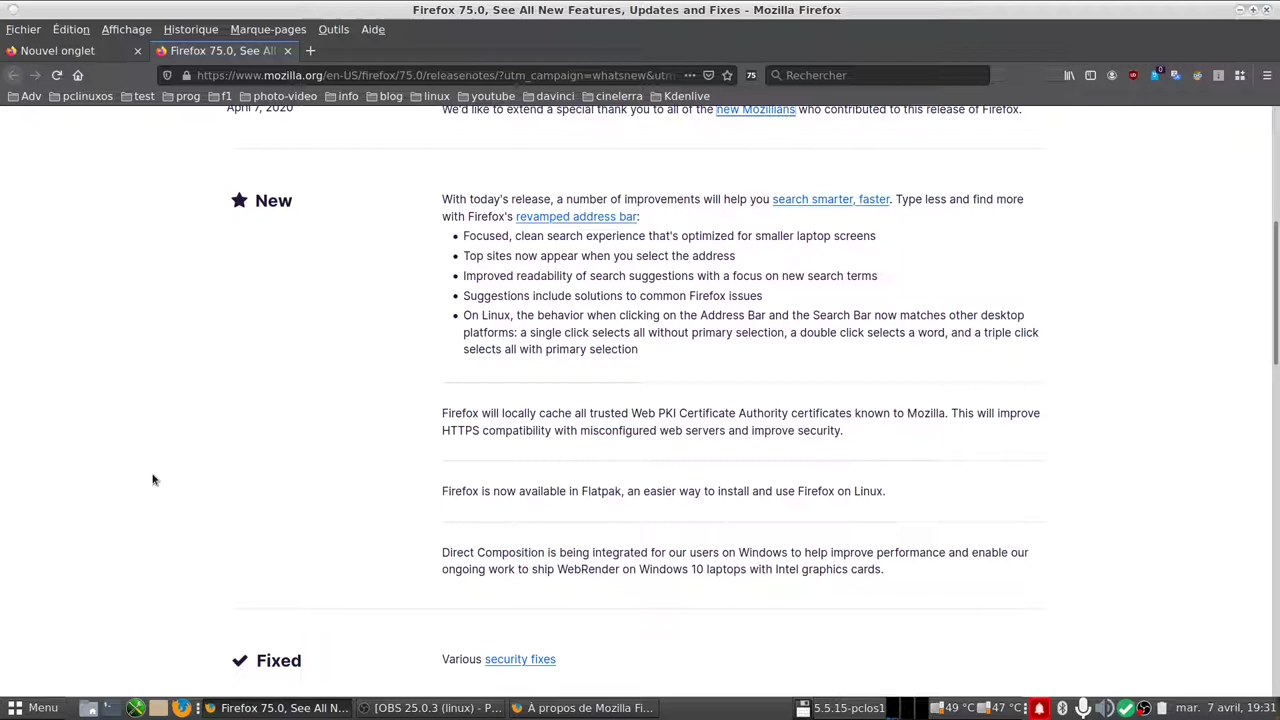 Firefox 75.0, See All New Features, Updates and Fixes - Mozilla Firefox
Fichier Édition Affichage Historique Marque-pages Outils Aide
Nouvel onglet × Firefox 75.0, See All × +
https://www.mozilla.org/en-US/firefox/75.0/releasenotes/?utm_campaign=whatsnew&utm 75 Rechercher
Adv pclinuxos test prog f1 photo-video info blog linux youtube davinci cinelerra Kdenlive
April 7, 2020
We'd like to extend a special thank you to all of the new Mozillians who contributed to this release of Firefox.
New
With today's release, a number of improvements will help you search smarter, faster. Type less and find more
with Firefox's revamped address bar:
• Focused, clean search experience that's optimized for smaller laptop screens
• Top sites now appear when you select the address
• Improved readability of search suggestions with a focus on new search terms
• Suggestions include solutions to common Firefox issues
• On Linux, the behavior when clicking on the Address Bar and the Search Bar now matches other desktop
platforms: a single click selects all without primary selection, a double click selects a word, and a triple click
selects all with primary selection
Firefox will locally cache all trusted Web PKI Certificate Authority certificates known to Mozilla. This will improve
HTTPS compatibility with misconfigured web servers and improve security.
Firefox is now available in Flatpak, an easier way to install and use Firefox on Linux.
Direct Composition is being integrated for our users on Windows to help improve performance and enable our
ongoing work to ship WebRender on Windows 10 laptops with Intel graphics cards.
Fixed
Various security fixes
Menu Firefox 75.0, See All N... [OBS 25.0.3 (linux) - P... À propos de Mozilla Fi... 5.5.15-pclos1 49 °C 47 °C mar. 7 avril, 19:31